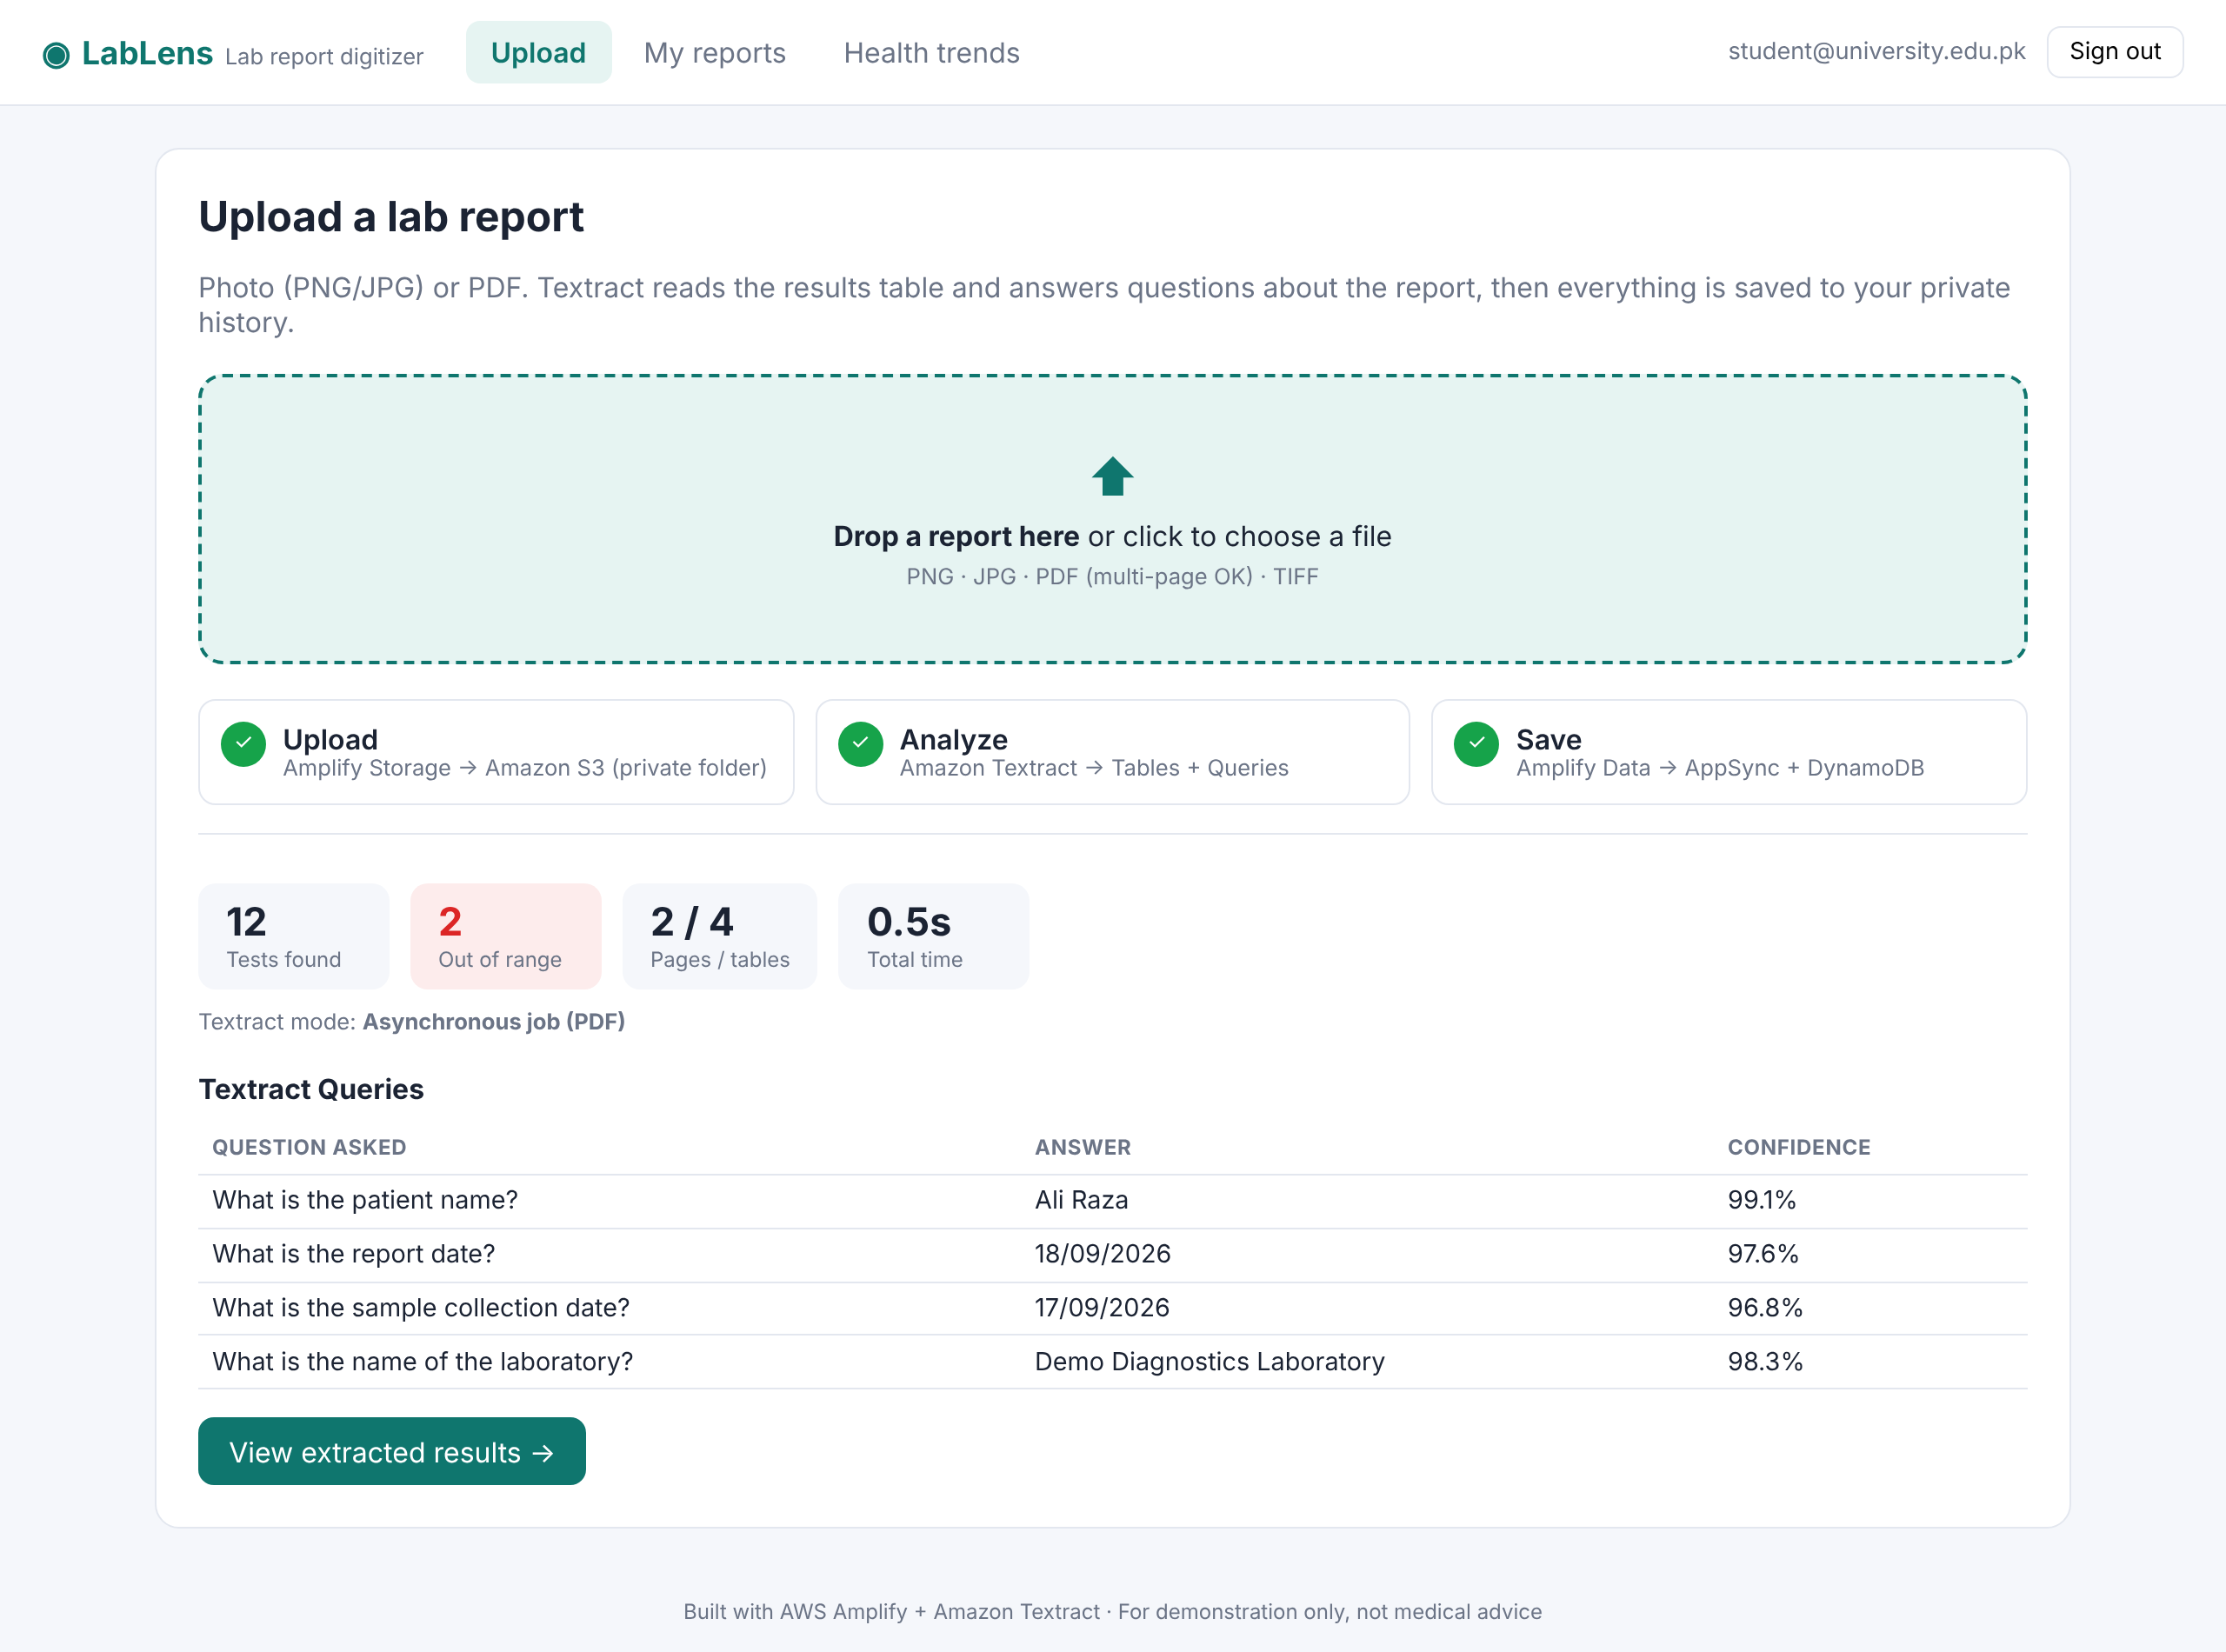 LabLens Lab report digitizer Upload My reports Health trends student@university.edu.pk Sign out
Upload a lab report
Photo (PNG/JPG) or PDF. Textract reads the results table and answers questions about the report, then everything is saved to your private
history.
Drop a report here or click to choose a file
PNG · JPG · PDF (multi-page OK) · TIFF
Upload
Amplify Storage → Amazon S3 (private folder)
Analyze
Amazon Textract → Tables + Queries
Save
Amplify Data → AppSync + DynamoDB
12
Tests found
2
Out of range
2 / 4
Pages / tables
0.5s
Total time
Textract mode: Asynchronous job (PDF)
Textract Queries
QUESTION ASKED ANSWER CONFIDENCE
What is the patient name? Ali Raza 99.1%
What is the report date? 18/09/2026 97.6%
What is the sample collection date? 17/09/2026 96.8%
What is the name of the laboratory? Demo Diagnostics Laboratory 98.3%
View extracted results →
Built with AWS Amplify + Amazon Textract · For demonstration only, not medical advice